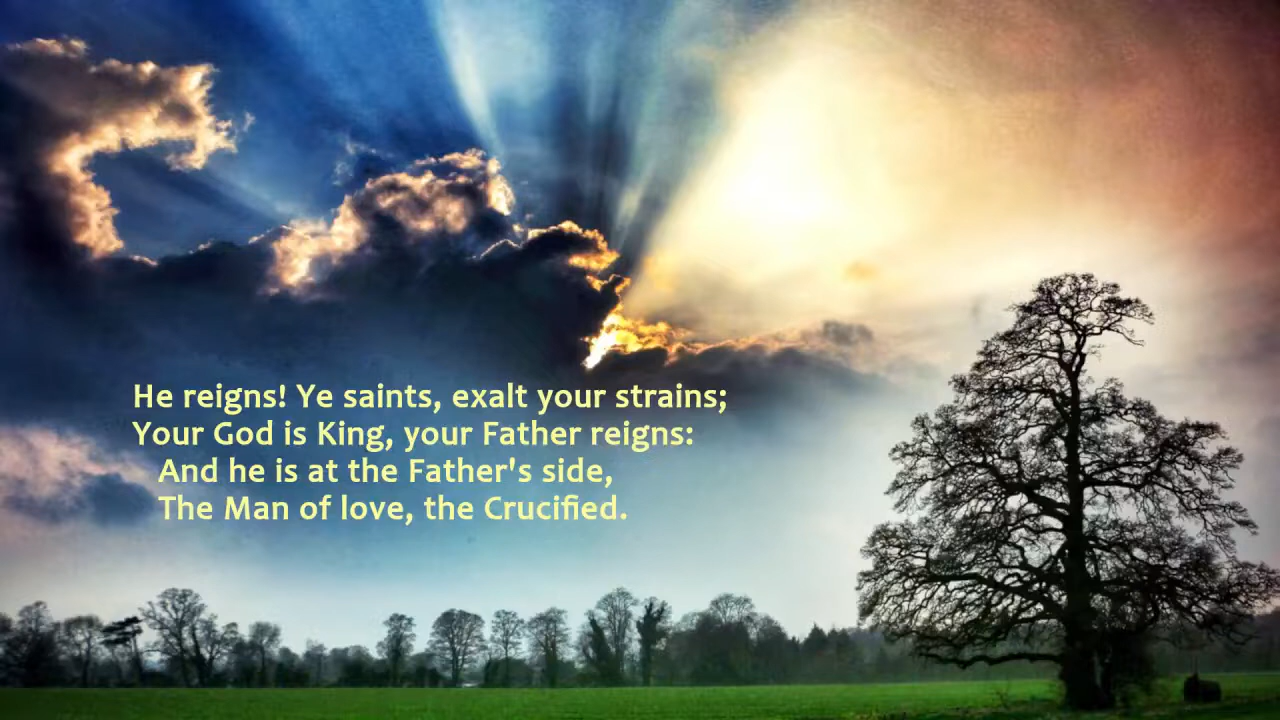 He reigns! Ye saints, exalt your strains;
Your God is King, your Father reigns:
And he is at the Father's side,
The Man of love, the Crucified.